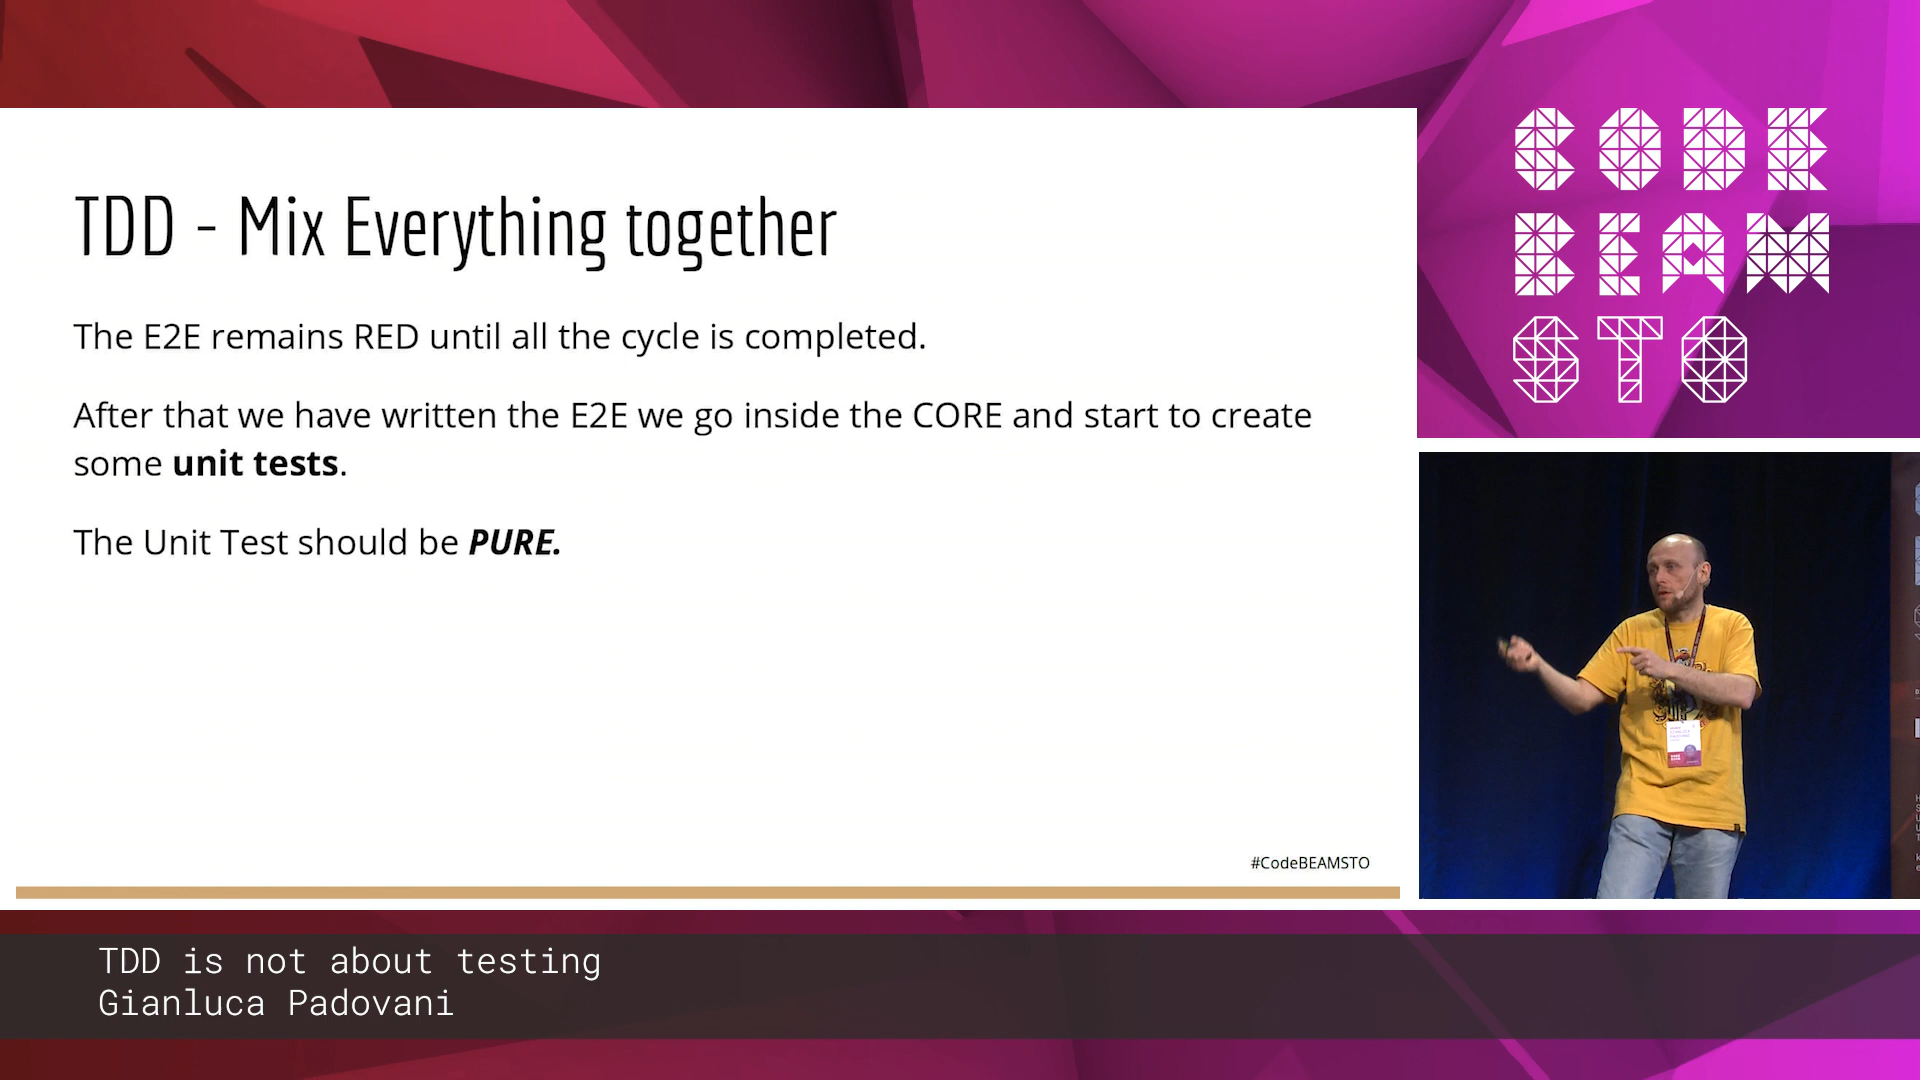 TDD - Mix Everything together
The E2E remains RED until all the cycle is completed.
After that we have written the E2E we go inside the CORE and start to create
some unit tests.
The Unit Test should be PURE.
#CodeBEAMSTO
CODE
BEAM
STO
TDD is not about testing
Gianluca Padovani